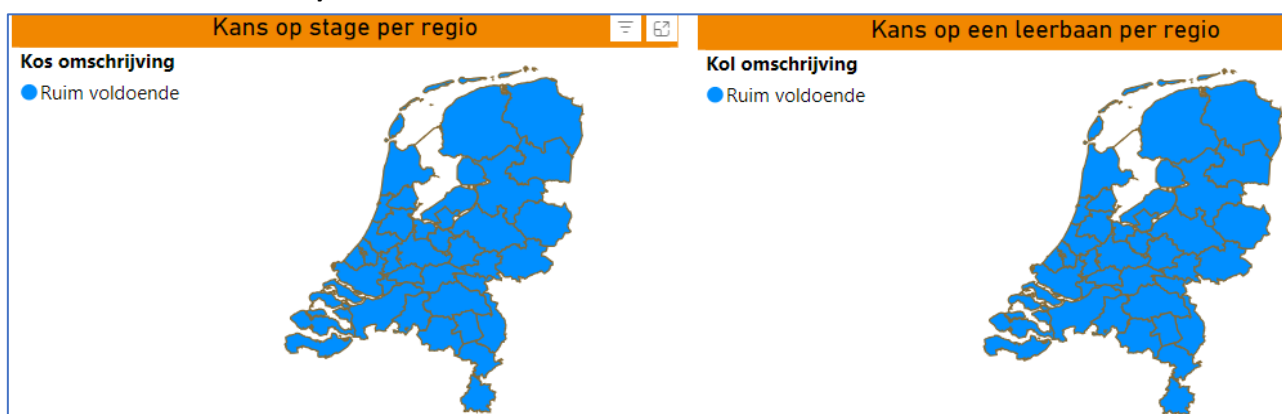 Kans op stage per regio
Kos omschrijving
Ruim voldoende
Kans op een leerbaan per regio
Kol omschrijving
Ruim voldoende